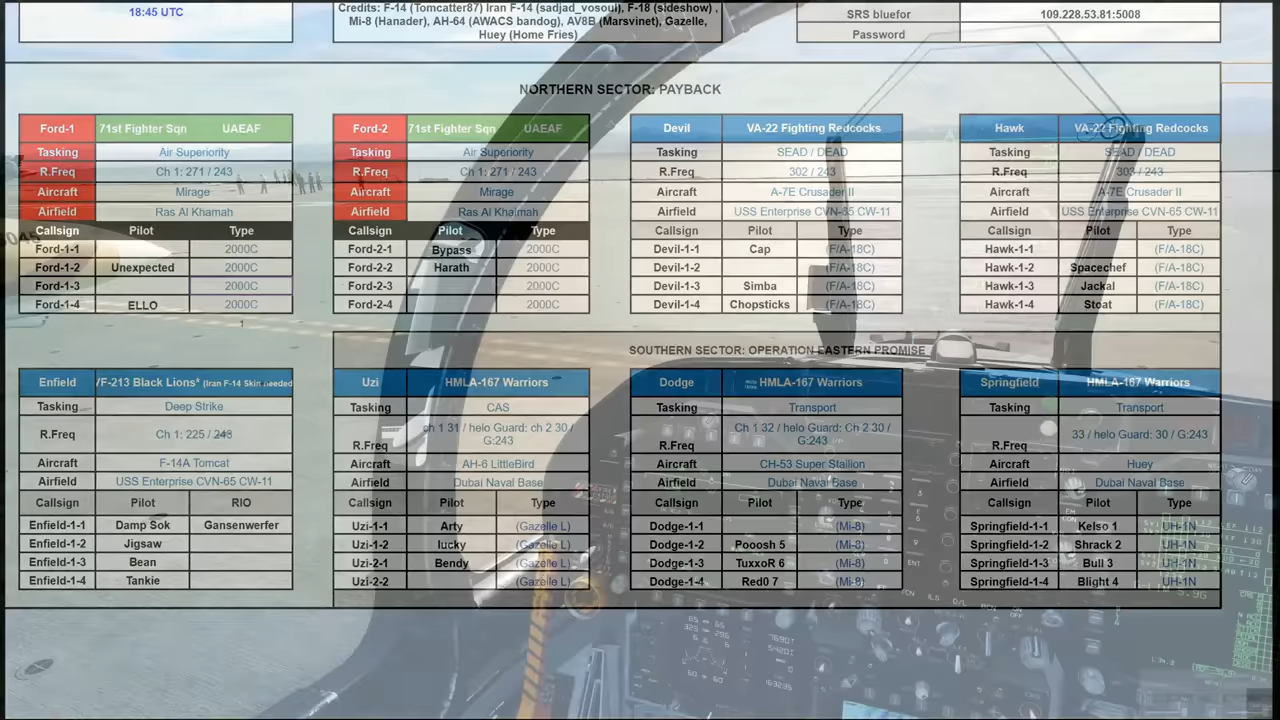 18:45 UTC
Credits: F-14 (Tomcatter87) Iran F-14 (sadjad_vosoul), F-18 (sideshow) ,
Mi-8 (Hanader), AH-64 (AWACS bandog), AV8B (Marsvinet), Gazelle,
Huey (Home Fries)
SRS bluefor 109.228.53.81:5008
Password
NORTHERN SECTOR: PAYBACK
Ford-1 71st Fighter Sqn UAEAF
Tasking Air Superiority
R.Freq Ch 1: 271 / 243
Aircraft Mirage
Airfield Ras Al Khamah
Callsign Pilot Type
Ford-1-1 2000C
Ford-1-2 Unexpected 2000C
Ford-1-3 2000C
Ford-1-4 ELLO 2000C
1
Ford-2 71st Fighter Sqn UAEAF
Tasking Air Superiority
R.Freq Ch 1: 271 / 243
Aircraft Mirage
Airfield Ras Al Khaimah
Callsign Pilot Type
Ford-2-1 Bypass 2000C
Ford-2-2 Harath 2000C
Ford-2-3 2000C
Ford-2-4 2000C
Devil VA-22 Fighting Redcocks
Tasking SEAD / DEAD
R.Freq 302 / 243
Aircraft A-7E Crusader II
Airfield USS Enterprise CVN-65 CW-11
Callsign Pilot Type
Devil-1-1 Cap (F/A-18C)
Devil-1-2 (F/A-18C)
Devil-1-3 Simba (F/A-18C)
Devil-1-4 Chopsticks (F/A-18C)
Hawk VA-22 Fighting Redcocks
Tasking SEAD / DEAD
R.Freq 303 / 243
Aircraft A-7E Crusader II
Airfield USS Enterprise CVN-65 CW-11
Callsign Pilot Type
Hawk-1-1 (F/A-18C)
Hawk-1-2 Spacechef (F/A-18C)
Hawk-1-3 Jackal (F/A-18C)
Hawk-1-4 Stoat (F/A-18C)
SOUTHERN SECTOR: OPERATION EASTERN PROMISE
Enfield VF-213 Black Lions* (Iran F-14 Skin needed
Tasking Deep Strike
R.Freq Ch 1: 225 / 243
Aircraft F-14A Tomcat
Airfield USS Enterprise CVN-65 CW-11
Callsign Pilot RIO
Enfield-1-1 Damp Sok Gansenwerfer
Enfield-1-2 Jigsaw
Enfield-1-3 Bean
Enfield-1-4 Tankie
Uzi HMLA-167 Warriors
Tasking CAS
R.Freq ch 1 31 / helo Guard: ch 2 30 /
G:243
Aircraft AH-6 LittleBird
Airfield Dubai Naval Base
Callsign Pilot Type
Uzi-1-1 Arty (Gazelle L)
Uzi-1-2 lucky (Gazelle L)
Uzi-2-1 Bendy (Gazelle L)
Uzi-2-2 (Gazelle L)
Dodge HMLA-167 Warriors
Tasking Transport
R.Freq Ch 1 32 / helo Guard: Ch 2 30 /
G:243
Aircraft CH-53 Super Stallion
Airfield Dubai Naval Base
Callsign Pilot Type
Dodge-1-1 (Mi-8)
Dodge-1-2 Pooosh 5 (Mi-8)
Dodge-1-3 TuxxoR 6 (Mi-8)
Dodge-1-4 Red0 7 (Mi-8)
Springfield HMLA-167 Warriors
Tasking Transport
R.Freq 33 / helo Guard: 30 / G:243
Aircraft Huey
Airfield Dubai Naval Base
Callsign Pilot Type
Springfield-1-1 Kelso 1 UH-1N
Springfield-1-2 Shrack 2 UH-1N
Springfield-1-3 Bull 3 UH-1N
Springfield-1-4 Blight 4 UH-1N